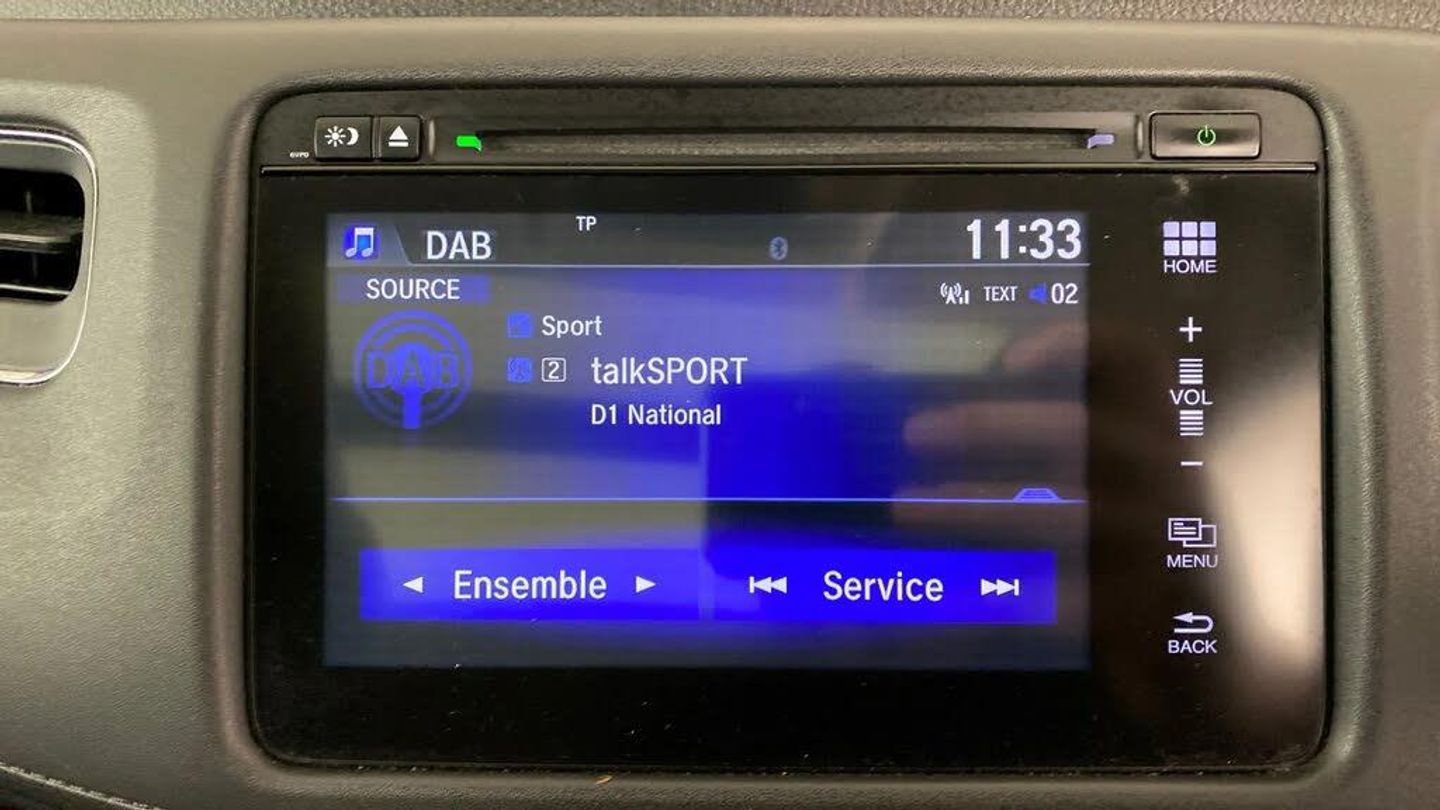 DAB
TP
11:33
SOURCE
TEXT 02
Sport
DAB
2 talkSPORT
D1 National
Ensemble
Service
HOME
+
VOL
−
MENU
BACK